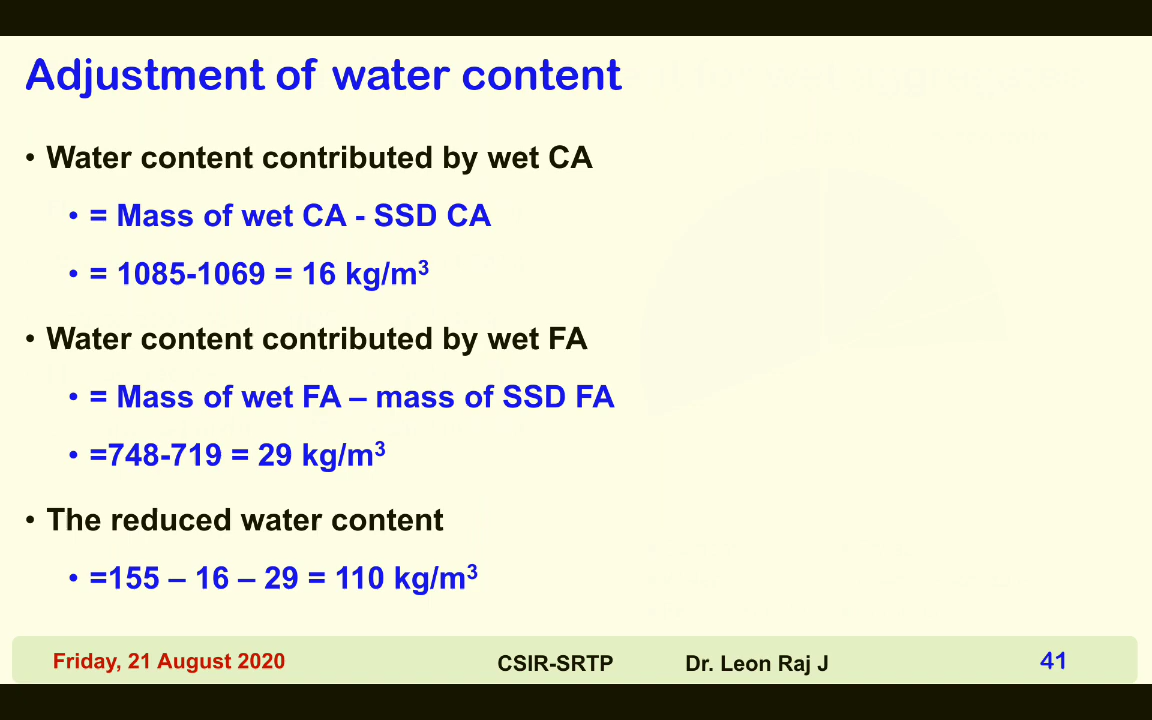 Adjustment of water content
• Water content contributed by wet CA
• = Mass of wet CA - SSD CA
• = 1085-1069 = 16 kg/m³
• Water content contributed by wet FA
• = Mass of wet FA – mass of SSD FA
• =748-719 = 29 kg/m³
• The reduced water content
• =155 – 16 – 29 = 110 kg/m³
Friday, 21 August 2020 CSIR-SRTP Dr. Leon Raj J 41